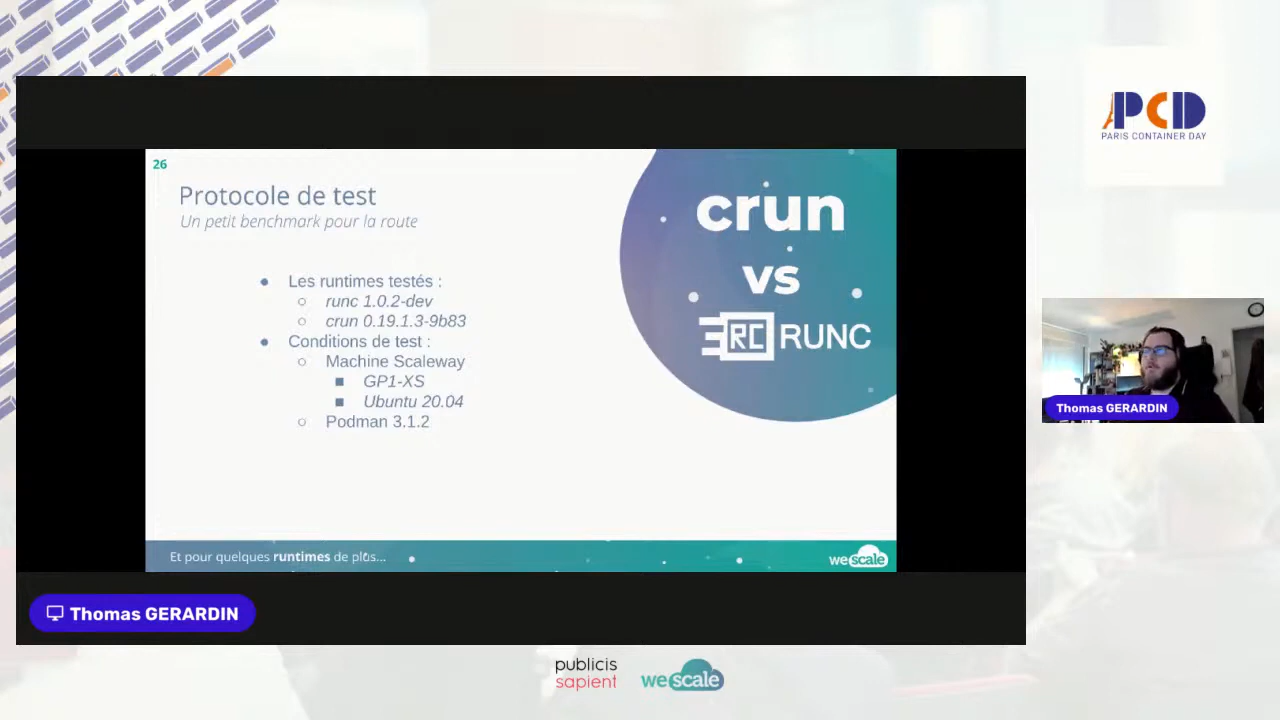 PCD
PARIS CONTAINER DAY
26
Protocole de test
Un petit benchmark pour la route
crun
vs
RC RUNC
● Les runtimes testés :
○ runc 1.0.2-dev
○ crun 0.19.1.3-9b83
● Conditions de test :
○ Machine Scaleway
■ GP1-XS
■ Ubuntu 20.04
○ Podman 3.1.2
Et pour quelques runtimes de plus...
wescale
Thomas GERARDIN
Thomas GERARDIN
publicis
sapient
wescale